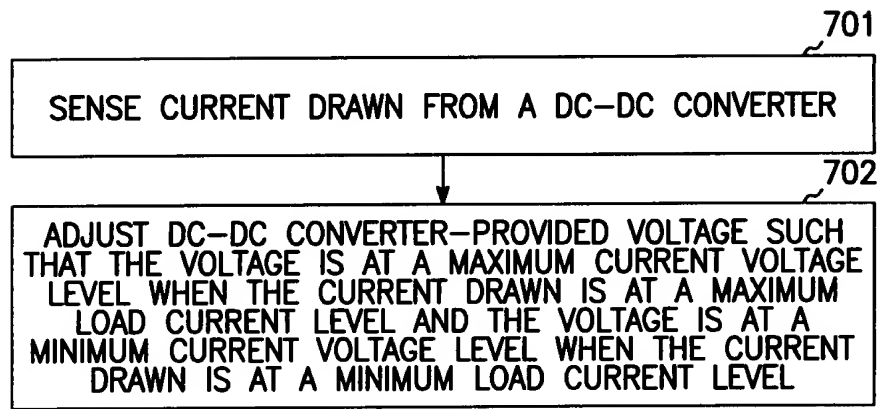 701
SENSE CURRENT DRAWN FROM A DC-DC CONVERTER
702
ADJUST DC-DC CONVERTER-PROVIDED VOLTAGE SUCH
THAT THE VOLTAGE IS AT A MAXIMUM CURRENT VOLTAGE
LEVEL WHEN THE CURRENT DRAWN IS AT A MAXIMUM
LOAD CURRENT LEVEL AND THE VOLTAGE IS AT A
MINIMUM CURRENT VOLTAGE LEVEL WHEN THE CURRENT
DRAWN IS AT A MINIMUM LOAD CURRENT LEVEL